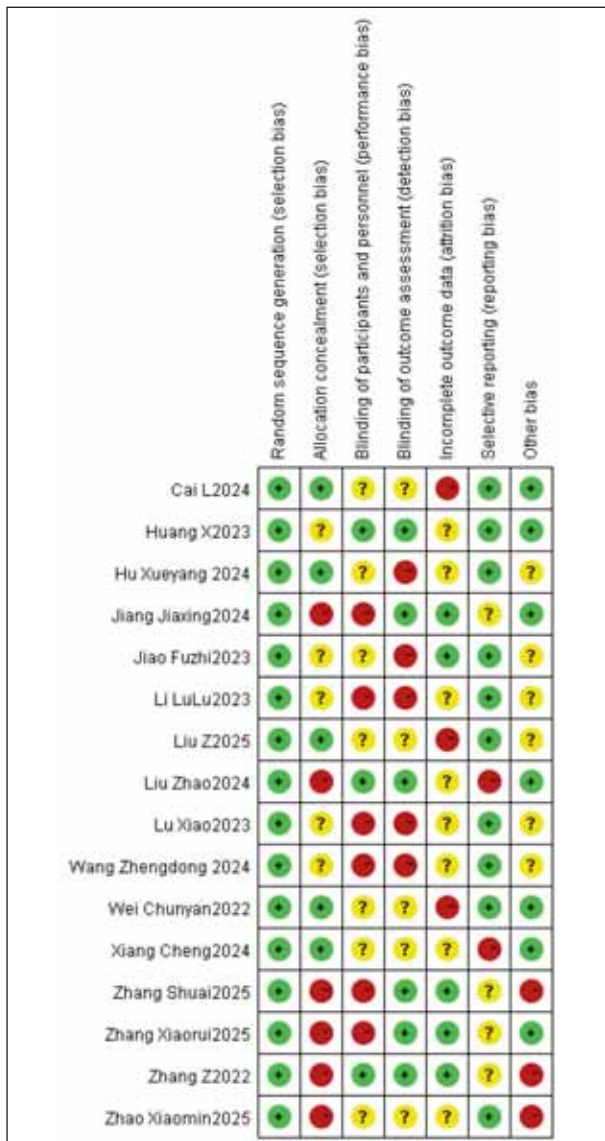 Random sequence generation (selection bias)
Allocation concealment (selection bias)
Blinding of participants and personnel (performance bias)
Blinding of outcome assessment (detection bias)
Incomplete outcome data (attrition bias)
Selective reporting (reporting bias)
Other bias
Cai L2024 + + ? ? - + +
Huang X2023 + ? + + ? + +
Hu Xueyang 2024 + + ? - ? + ?
Jiang Jiaxing2024 + - - + + ? +
Jiao Fuzhi2023 + ? ? - + + ?
Li LuLu2023 + ? - - ? + ?
Liu Z2025 + + ? ? - + ?
Liu Zhao2024 + - + + ? - +
Lu Xiao2023 + ? - - ? + ?
Wang Zhengdong 2024 + ? - - ? + ?
Wei Chunyan2022 + + ? ? - + +
Xiang Cheng2024 + + ? ? ? - +
Zhang Shuai2025 + - - + + ? -
Zhang Xiaorui2025 + - - + + ? +
Zhang Z2022 + - + + + ? -
Zhao Xiaomin2025 + - ? ? ? + -